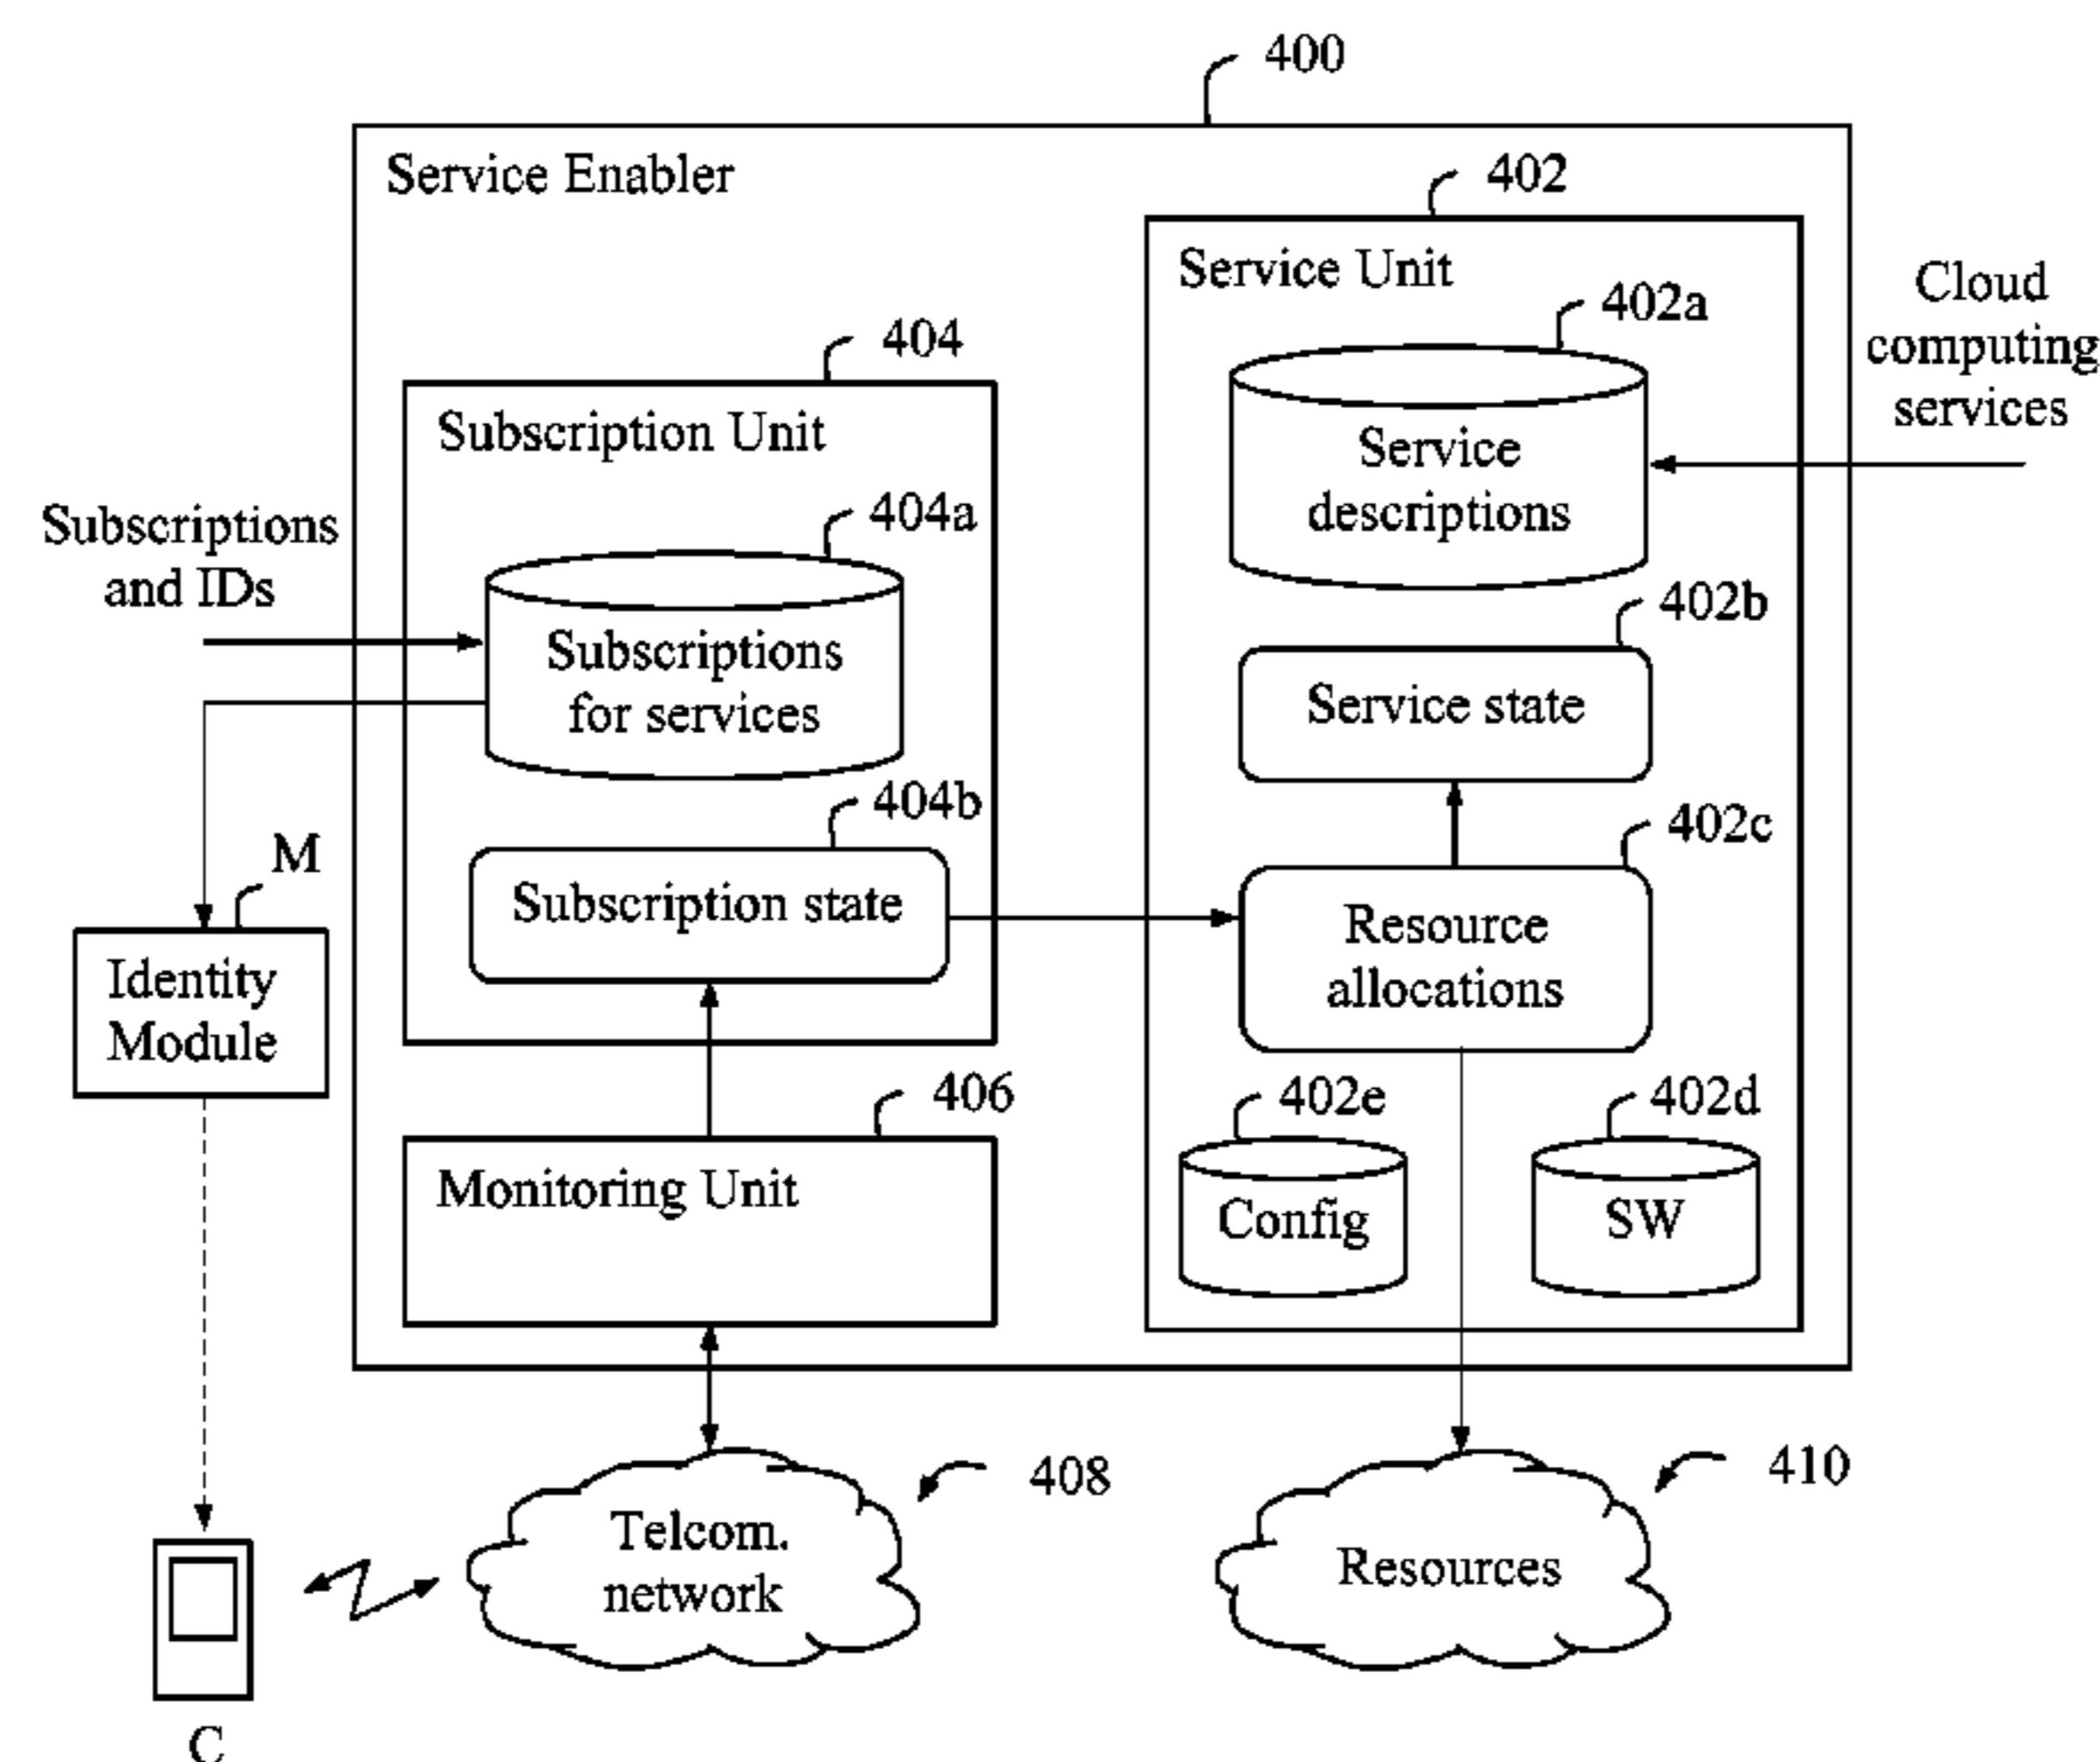 400
Service Enabler
402
Service Unit
402a
Cloud
computing
services
Service
descriptions
404
Subscription Unit
404a
Subscriptions
and IDs
Subscriptions
for services
402b
Service state
404b
Subscription state
402c
Resource
allocations
M
Identity
Module
406
Monitoring Unit
402e
Config
402d
SW
408
Telcom.
network
410
Resources
C